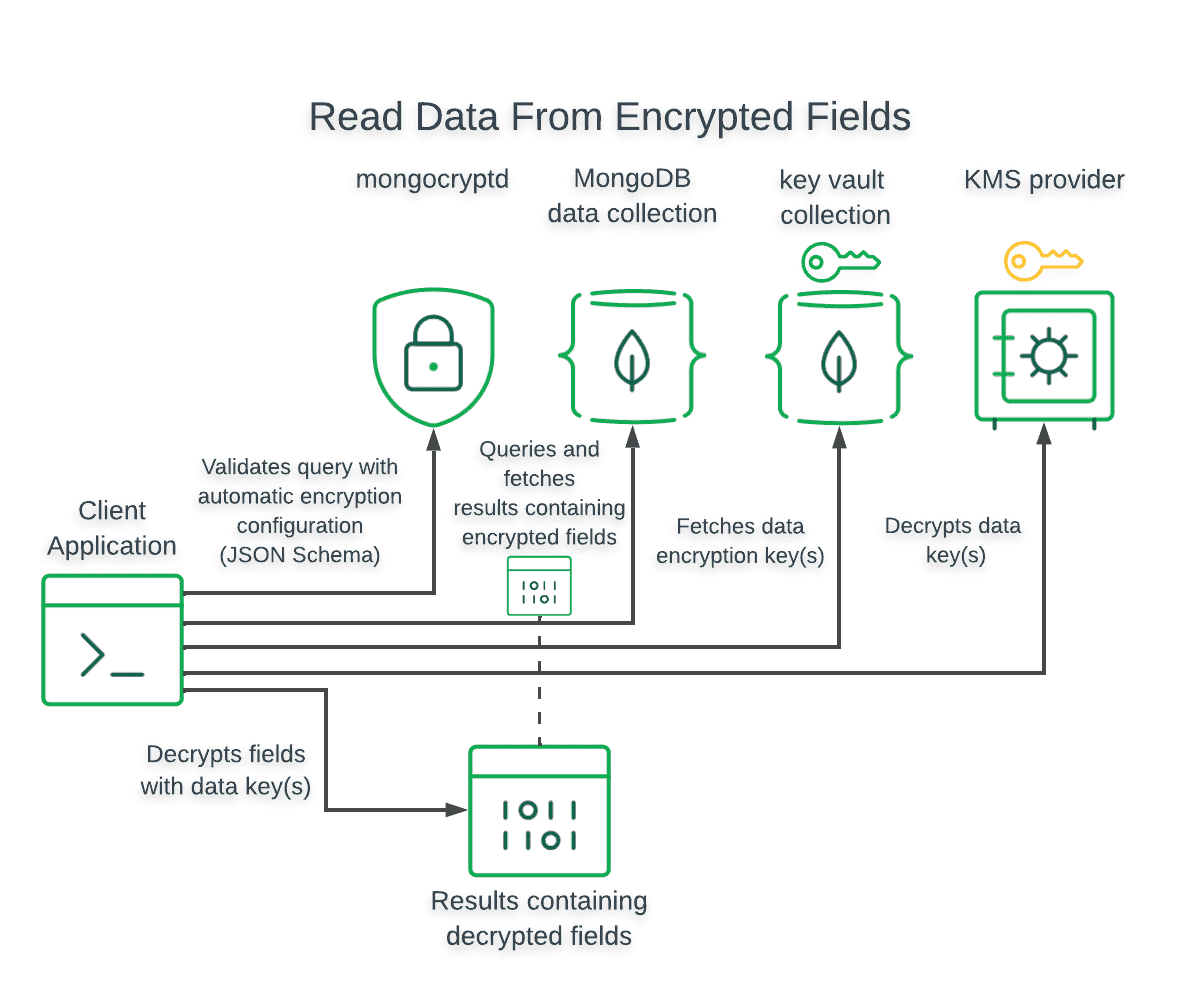 Read Data From Encrypted Fields
mongocryptd
MongoDB
data collection
key vault
collection
KMS provider
Validates query with
automatic encryption
configuration
(JSON Schema)
Queries and
fetches
results containing
encrypted fields
Fetches data
encryption key(s)
Decrypts data
key(s)
Client
Application
1011
1101
Decrypts fields
with data key(s)
1011
1101
Results containing
decrypted fields